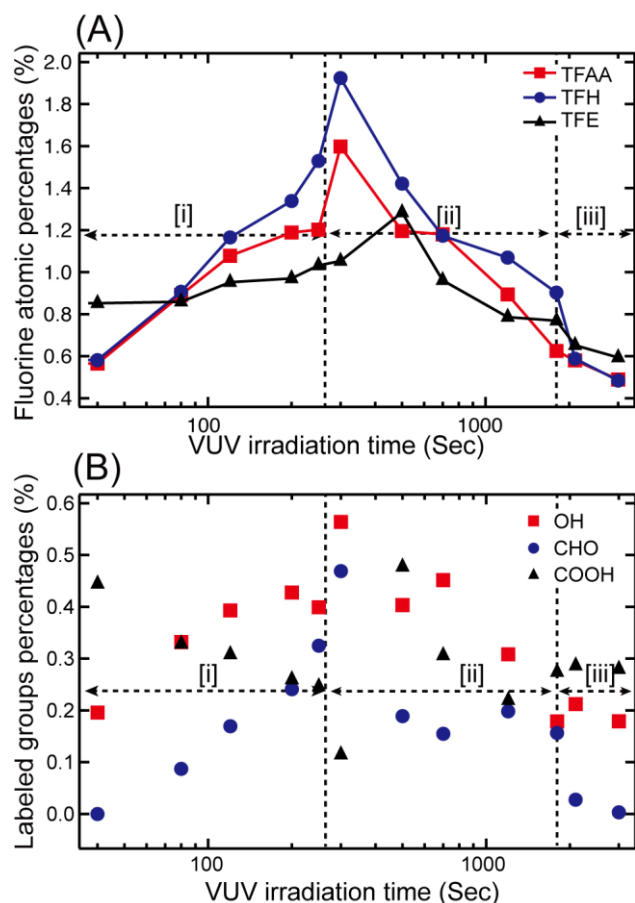 (A)
Fluorine atomic percentages (%)
2.0
1.8
1.6
1.4
1.2
1.0
0.8
0.6
0.4
TFAA
TFH
TFE
[i]
[ii]
[iii]
100
1000
VUV irradiation time (Sec)
(B)
Labeled groups percentages (%)
0.6
0.5
0.4
0.3
0.2
0.1
0.0
OH
CHO
COOH
[i]
[ii]
[iii]
100
1000
VUV irradiation time (Sec)